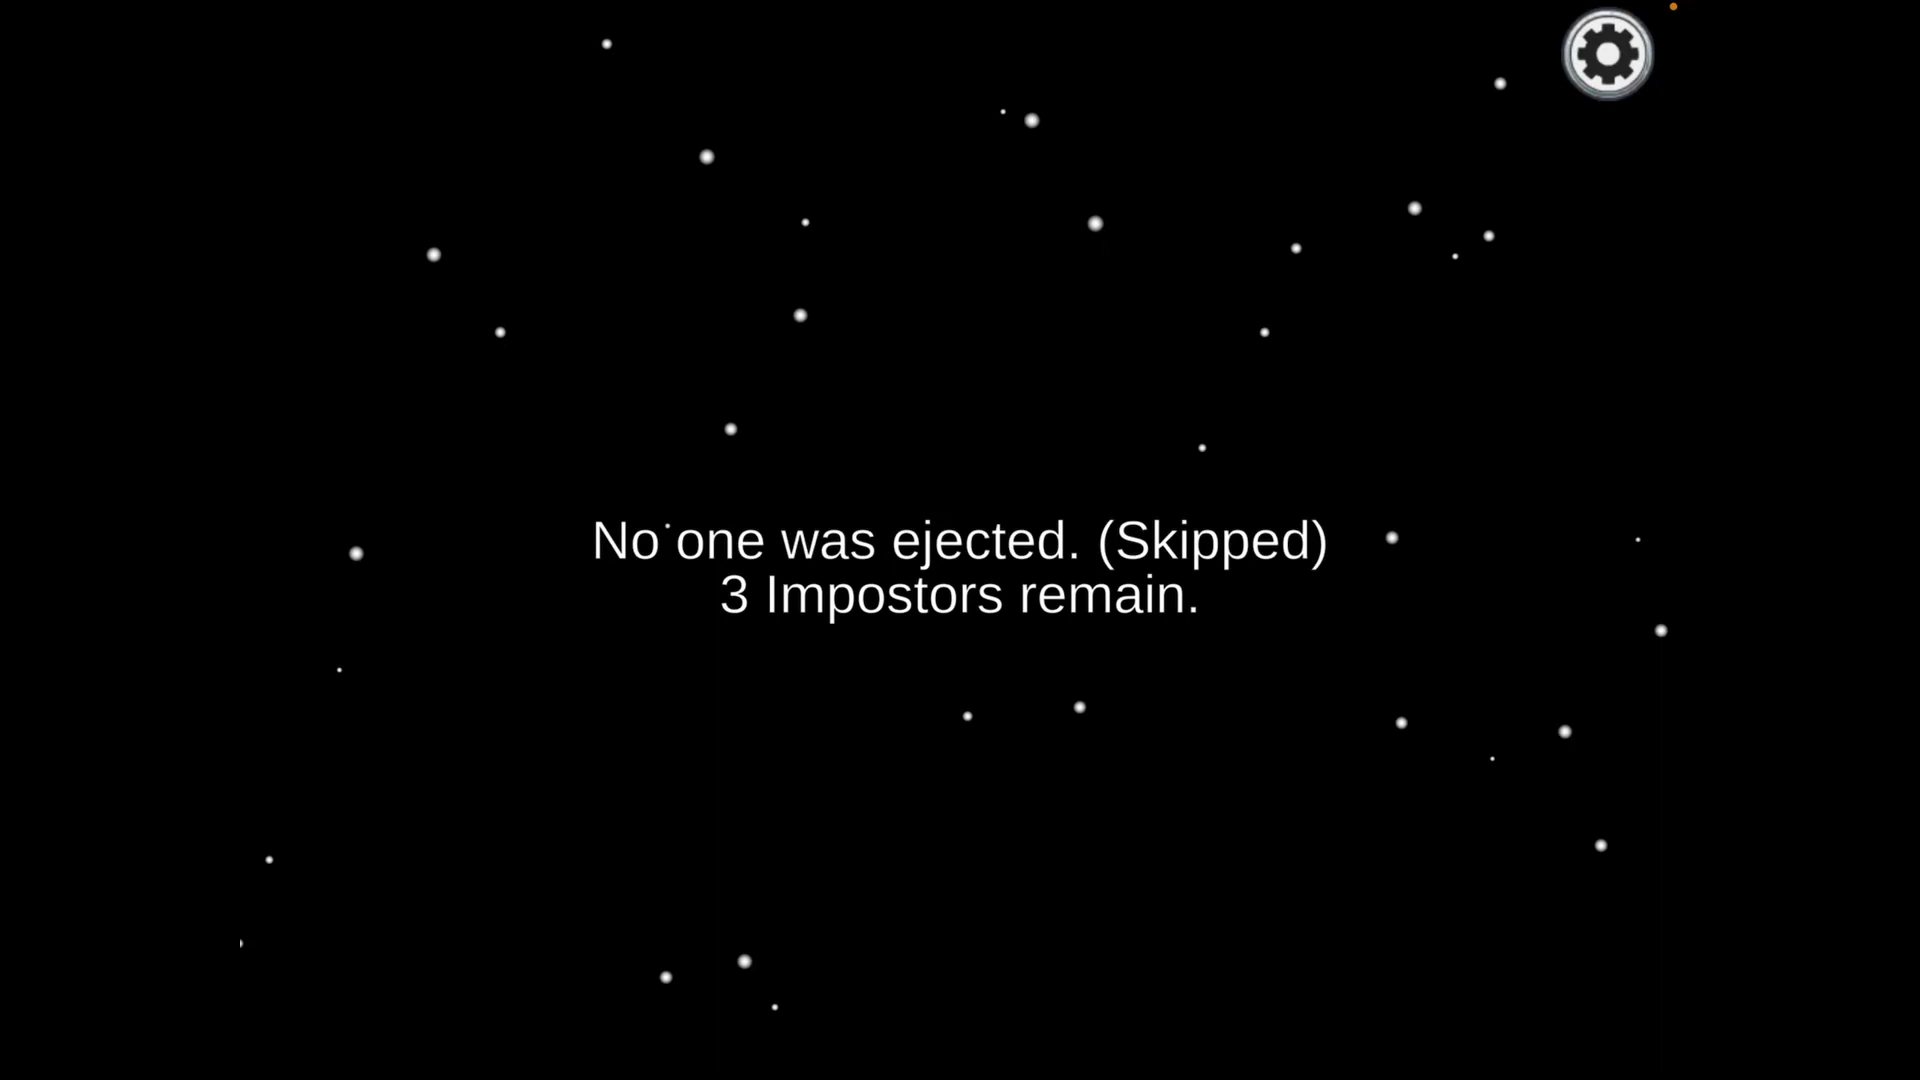 No one was ejected. (Skipped)
3 Impostors remain.